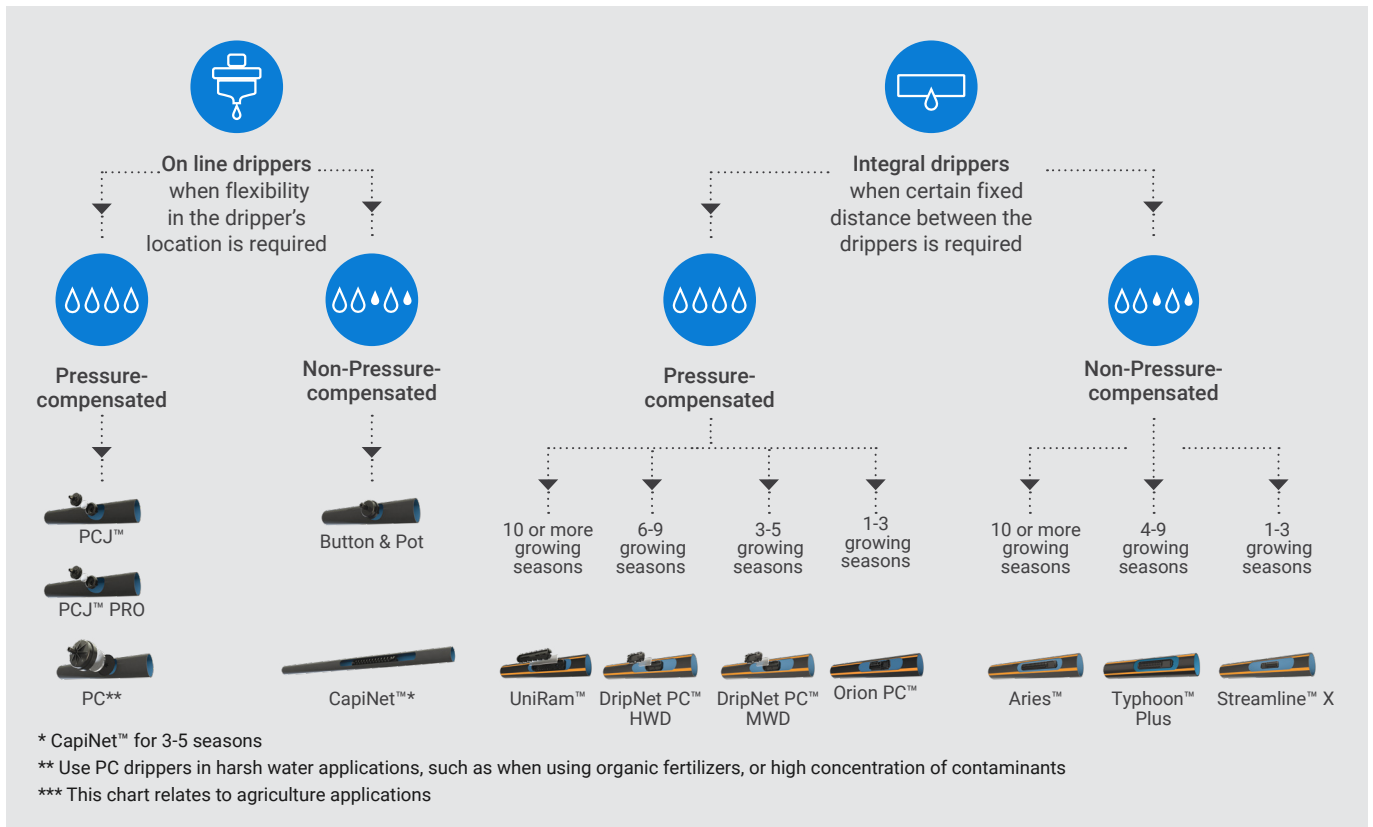 On line drippers
when flexibility
in the dripper's
location is required
Integral drippers
when certain fixed
distance between the
drippers is required
Pressure-
compensated
Non-Pressure-
compensated
Pressure-
compensated
Non-Pressure-
compensated
PCJ™
PCJ™ PRO
PC**
Button & Pot
CapiNet™*
10 or more
growing
seasons
6-9
growing
seasons
3-5
growing
seasons
1-3
growing
seasons
10 or more
growing
seasons
4-9
growing
seasons
1-3
growing
seasons
UniRam™
DripNet PC™
HWD
DripNet PC™
MWD
Orion PC™
Aries™
Typhoon™
Plus
Streamline™ X
* CapiNet™ for 3-5 seasons
** Use PC drippers in harsh water applications, such as when using organic fertilizers, or high concentration of contaminants
*** This chart relates to agriculture applications